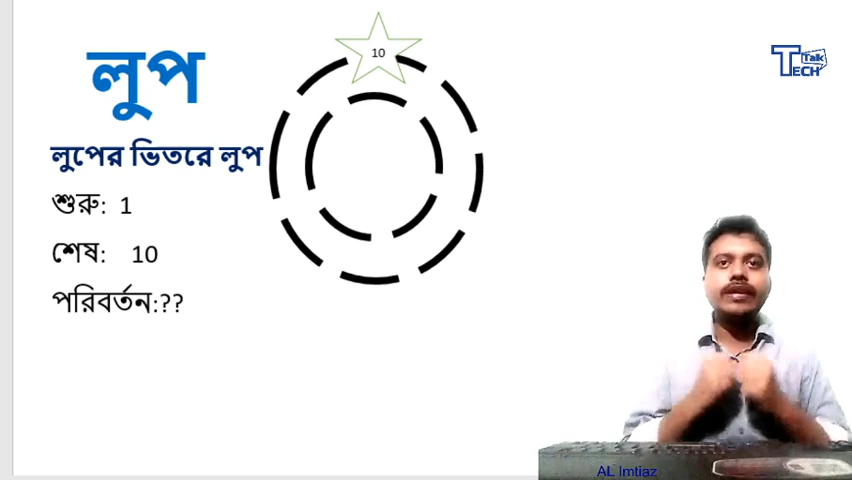 লুপ
10
Talk
TECH
লুপের ভিতরে লুপ
শুরু: 1
শেষ: 10
পরিবর্তন:??
AL Imtiaz